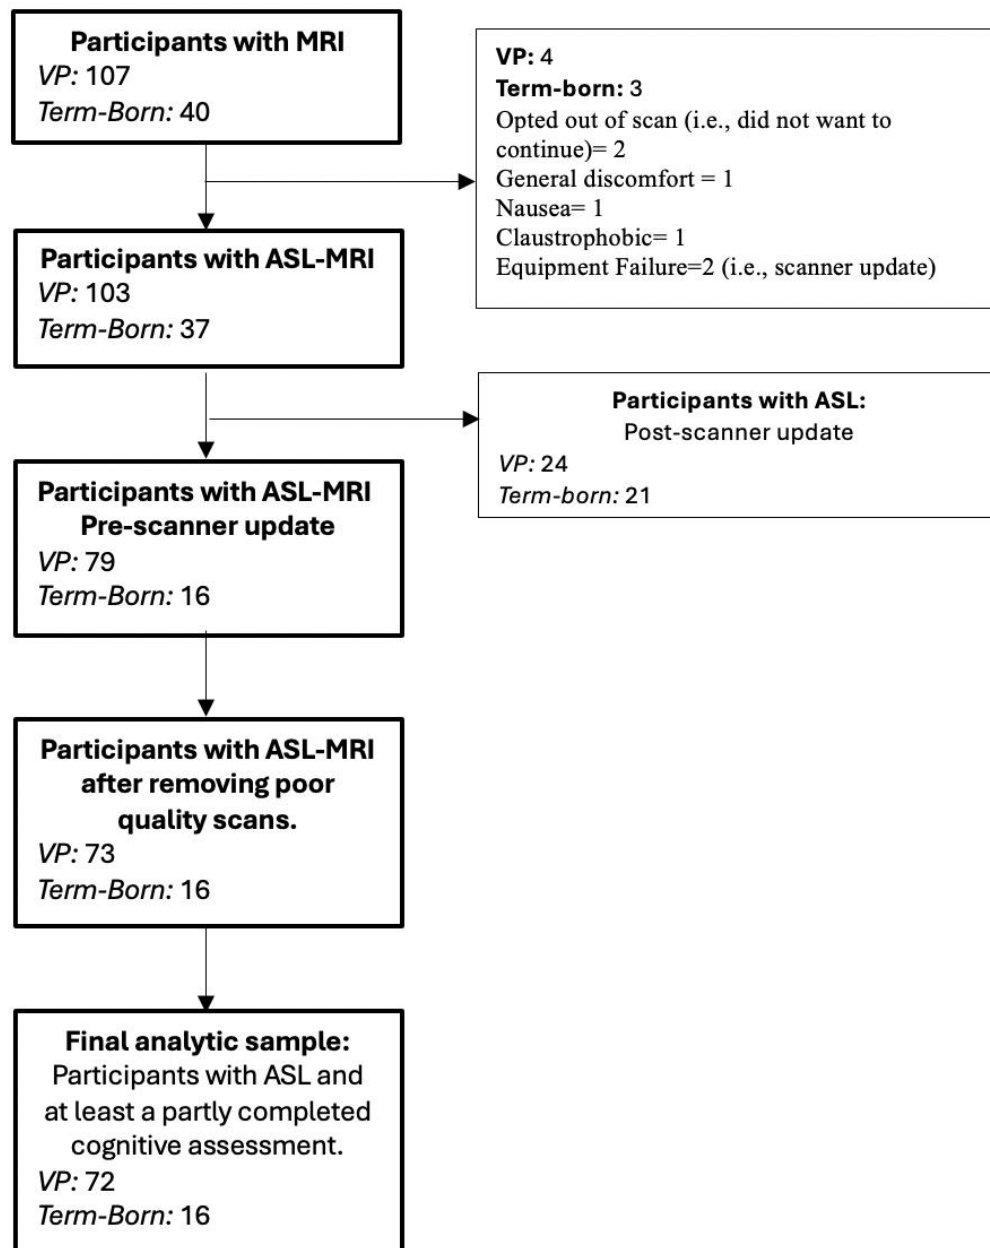 Participants with MRI
VP: 107
Term-Born: 40
VP: 4
Term-born: 3
Opted out of scan (i.e., did not want to
continue)= 2
General discomfort = 1
Nausea= 1
Claustrophobic= 1
Equipment Failure=2 (i.e., scanner update)
Participants with ASL-MRI
VP: 103
Term-Born: 37
Participants with ASL:
Post-scanner update
VP: 24
Term-born: 21
Participants with ASL-MRI
Pre-scanner update
VP: 79
Term-Born: 16
Participants with ASL-MRI
after removing poor
quality scans.
VP: 73
Term-Born: 16
Final analytic sample:
Participants with ASL and
at least a partly completed
cognitive assessment.
VP: 72
Term-Born: 16